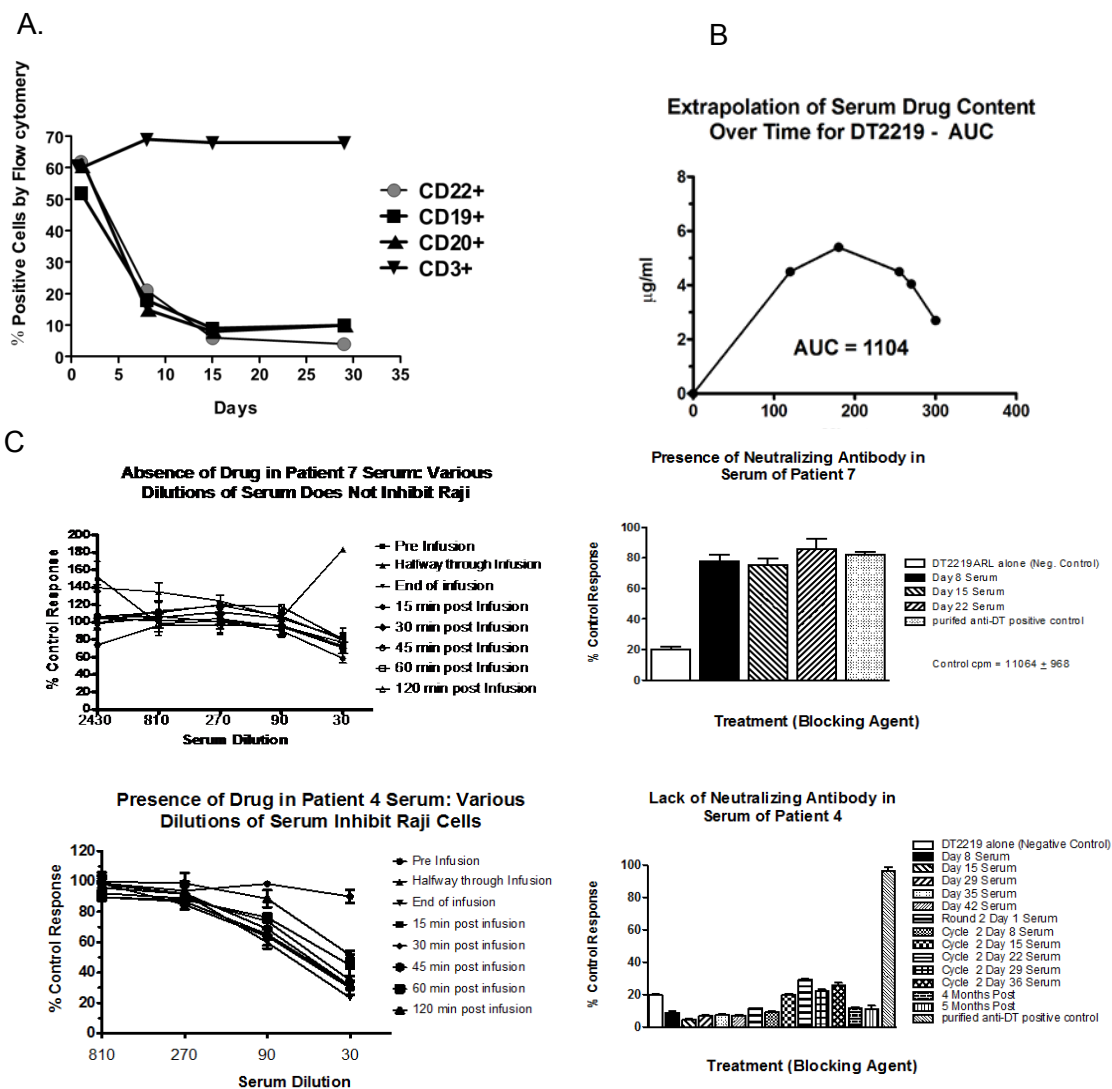 A.
% Positive Cells by Flow cytomery
70
60
50
40
30
20
10
0
0 5 10 15 20 25 30 35
Days
CD22+
CD19+
CD20+
CD3+
B
Extrapolation of Serum Drug Content
Over Time for DT2219 - AUC
μg/ml
8
6
4
2
0
AUC = 1104
0 100 200 300 400
C
Absence of Drug in Patient 7 Serum: Various
Dilutions of Serum Does Not Inhibit Raji
% Control Response
200
180
160
140
120
100
80
60
40
20
0
2430 810 270 90 30
Serum Dilution
Pre Infusion
Halfway through Infusion
End of infusion
15 min post Infusion
30 min post Infusion
45 min post Infusion
60 min post Infusion
120 min post Infusion
Presence of Neutralizing Antibody in
Serum of Patient 7
% Control Response
100
80
60
40
20
0
DT2219ARL alone (Neg. Control)
Day 8 Serum
Day 15 Serum
Day 22 Serum
purifed anti-DT positive control
Control cpm = 11064 ± 968
Treatment (Blocking Agent)
Presence of Drug in Patient 4 Serum: Various
Dilutions of Serum Inhibit Raji Cells
% Control Response
120
100
80
60
40
20
0
810 270 90 30
Serum Dilution
Pre Infusion
Halfway through Infusion
End of infusion
15 min post infusion
30 min post infusion
45 min post infusion
60 min post infusion
120 min post infusion
Lack of Neutralizing Antibody in
Serum of Patient 4
% Control Response
100
80
60
40
20
0
DT2219 alone (Negative Control)
Day 8 Serum
Day 15 Serum
Day 29 Serum
Day 35 Serum
Day 42 Serum
Round 2 Day 1 Serum
Cycle 2 Day 8 Serum
Cycle 2 Day 15 Serum
Cycle 2 Day 22 Serum
Cycle 2 Day 29 Serum
Cycle 2 Day 36 Serum
4 Months Post
5 Months Post
purified anti-DT positive control
Treatment (Blocking Agent)